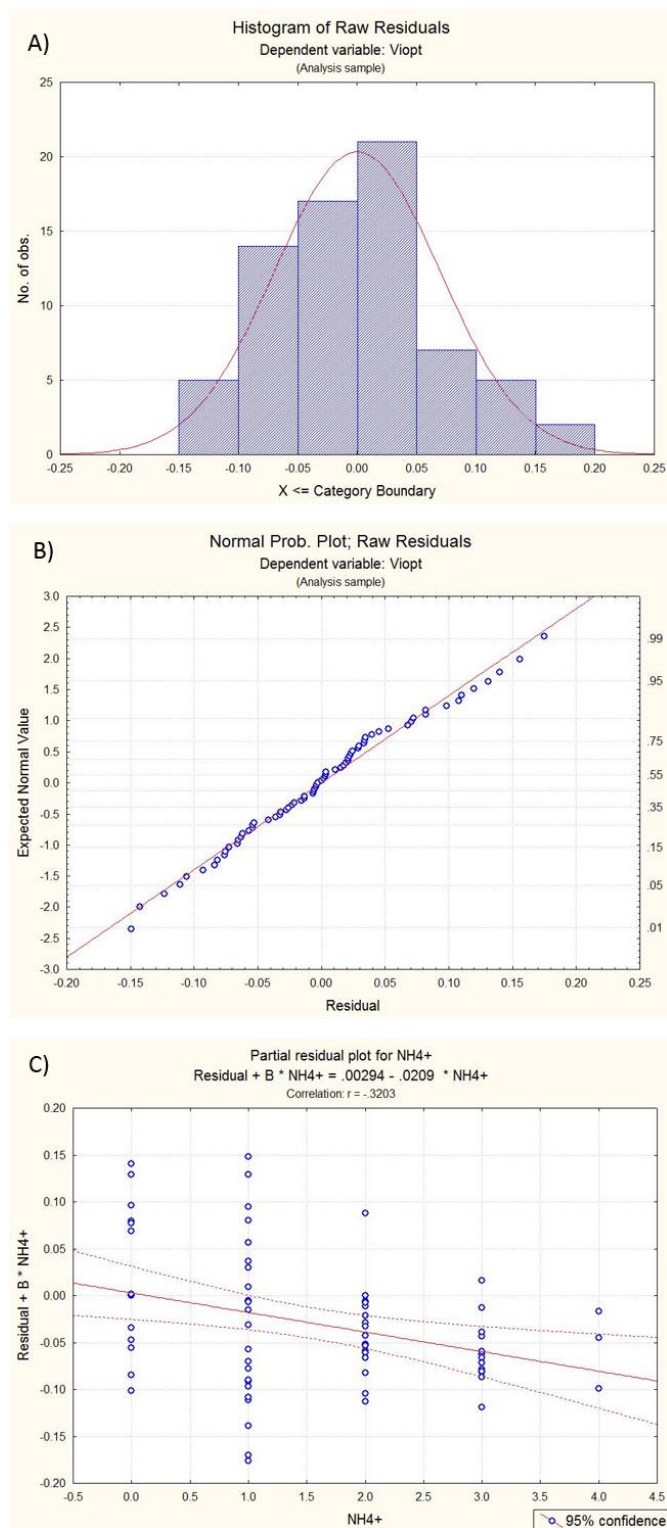 A)
Histogram of Raw Residuals
Dependent variable: Viopt
(Analysis sample)
25
20
15
10
5
0
No. of obs.
-0.25 -0.20 -0.15 -0.10 -0.05 0.00 0.05 0.10 0.15 0.20 0.25
X <= Category Boundary
B)
Normal Prob. Plot; Raw Residuals
Dependent variable: Viopt
(Analysis sample)
3.0
2.5
2.0
1.5
1.0
0.5
0.0
-0.5
-1.0
-1.5
-2.0
-2.5
-3.0
Expected Normal Value
.99
.95
.75
.55
.35
.15
.05
.01
-0.20 -0.15 -0.10 -0.05 0.00 0.05 0.10 0.15 0.20 0.25
Residual
C)
Partial residual plot for NH4+
Residual + B * NH4+ = .00294 - .0209 * NH4+
Correlation: r = -.3203
0.20
0.15
0.10
0.05
0.00
-0.05
-0.10
-0.15
-0.20
Residual + B * NH4+
-0.5 0.0 0.5 1.0 1.5 2.0 2.5 3.0 3.5 4.0 4.5
NH4+
95% confidence